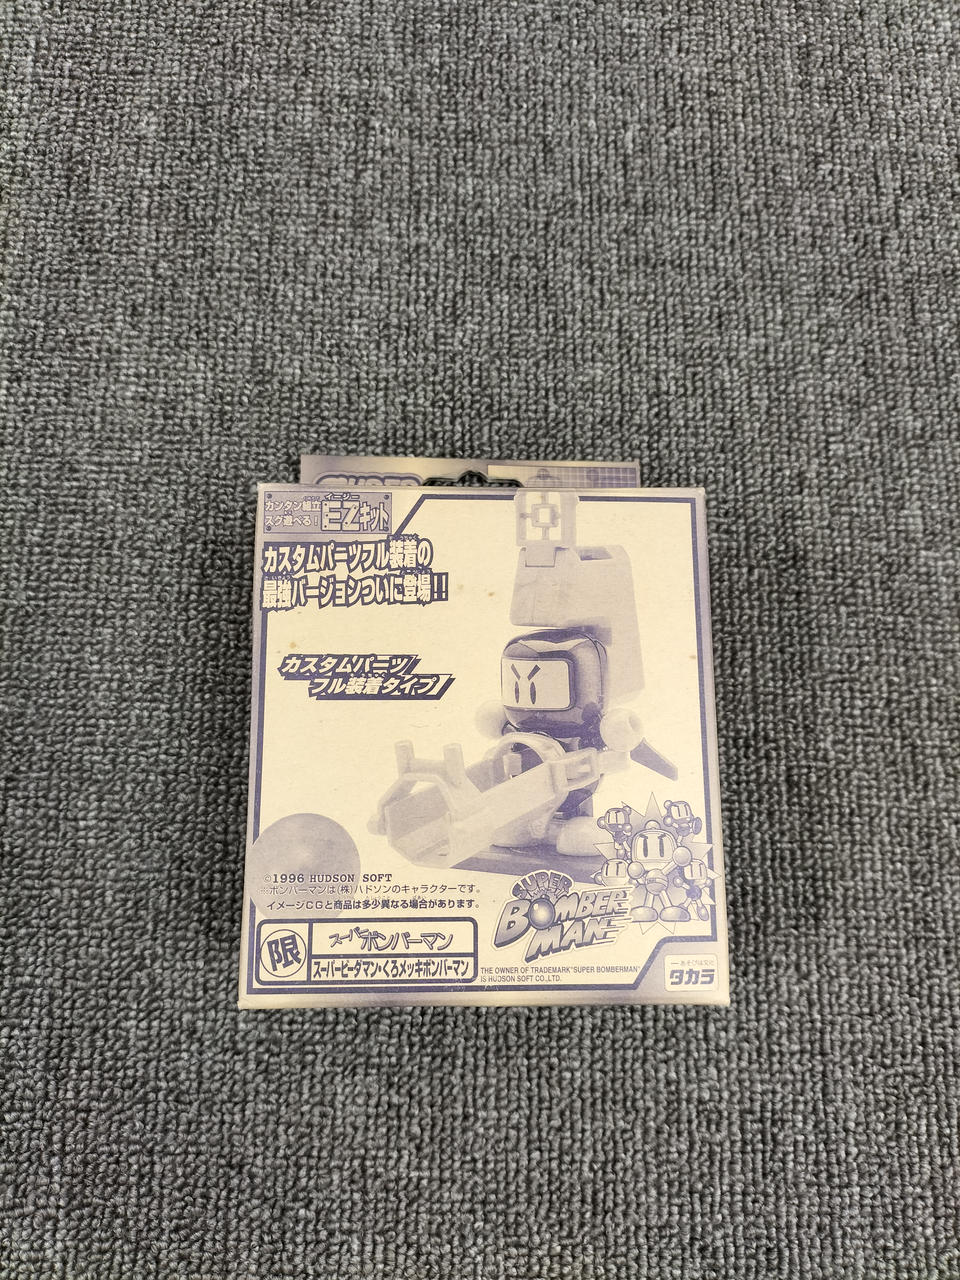 カンタン組立
スグ遊べる!
イージー
EZキット
カスタムパーツフル装着の
最強バージョンついに登場!!
カスタムパーツ
フル装着タイプ
©1996 HUDSON SOFT
※ボンバーマンは(株)ハドソンのキャラクターです。
イメージCGと商品は多少異なる場合があります。
SUPER
BOMBER
MAN
限
スーパーボンバーマン
スーパービーダマン・くろメッキボンバーマン
THE OWNER OF TRADEMARK"SUPER BOMBERMAN"
IS HUDSON SOFT CO.,LTD.
タカラ